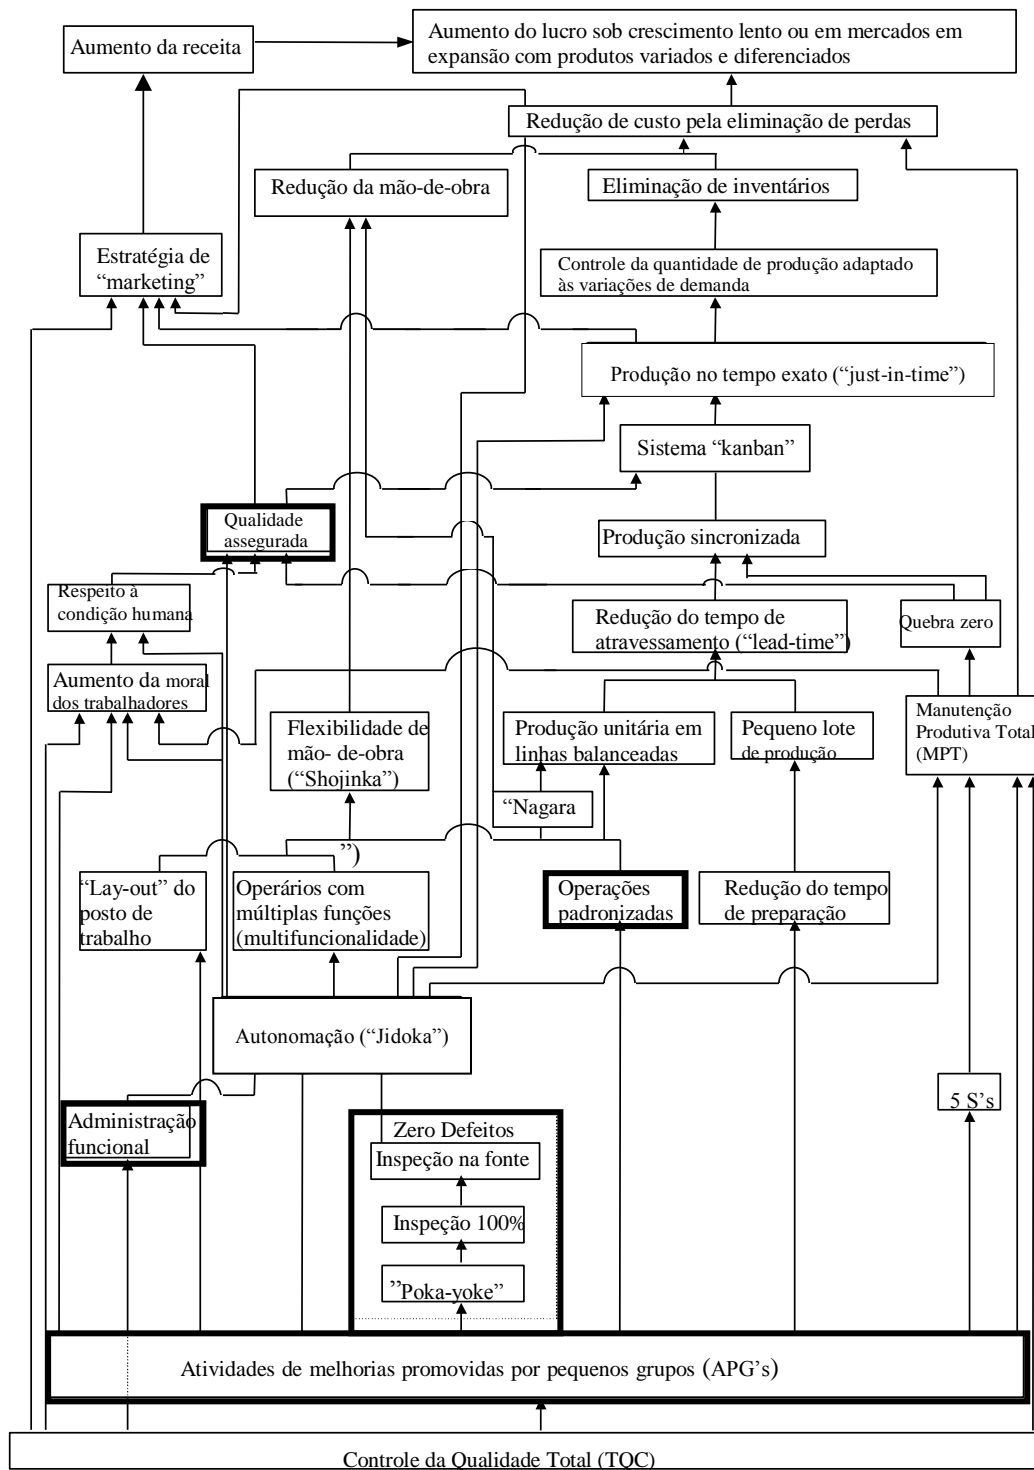 Aumento da receita
Aumento do lucro sob crescimento lento ou em mercados em
expansão com produtos variados e diferenciados
Redução de custo pela eliminação de perdas
Redução da mão-de-obra
Eliminação de inventários
Estratégia de
“marketing”
Controle da quantidade de produção adaptado
às variações de demanda
Produção no tempo exato (“just-in-time”)
Sistema “kanban”
Qualidade
assegurada
Produção sincronizada
Respeito à
condição humana
Redução do tempo de
atravessamento (“lead-time”)
Quebra zero
Aumento da moral
dos trabalhadores
Flexibilidade de
mão- de-obra
(“Shojinka”)
Produção unitária em
linhas balanceadas
Pequeno lote
de produção
Manutenção
Produtiva Total
(MPT)
“Nagara
”)
“Lay-out” do
posto de
trabalho
Operários com
múltiplas funções
(multifuncionalidade)
Operações
padronizadas
Redução do tempo
de preparação
Autonomação (“Jidoka”)
5 S’s
Administração
funcional
Zero Defeitos
Inspeção na fonte
Inspeção 100%
”Poka-yoke”
Atividades de melhorias promovidas por pequenos grupos (APG’s)
Controle da Qualidade Total (TQC)